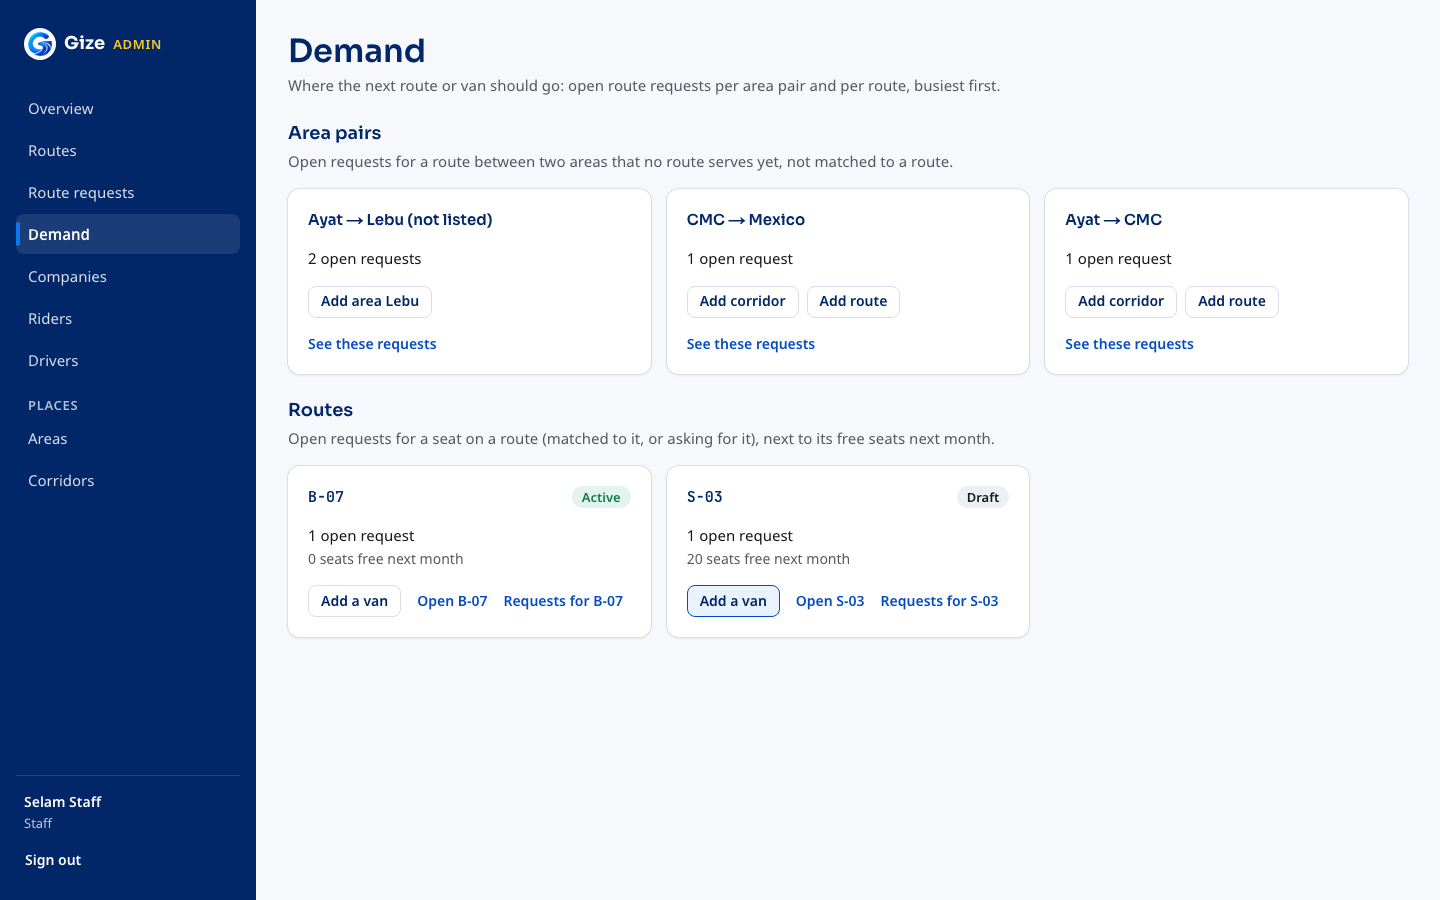 Gize ADMIN
Overview
Routes
Route requests
Demand
Companies
Riders
Drivers
PLACES
Areas
Corridors
Selam Staff
Staff
Sign out
Demand
Where the next route or van should go: open route requests per area pair and per route, busiest first.
Area pairs
Open requests for a route between two areas that no route serves yet, not matched to a route.
Ayat → Lebu (not listed)
2 open requests
Add area Lebu
See these requests
CMC → Mexico
1 open request
Add corridor Add route
See these requests
Ayat → CMC
1 open request
Add corridor Add route
See these requests
Routes
Open requests for a seat on a route (matched to it, or asking for it), next to its free seats next month.
B-07 Active
1 open request
0 seats free next month
Add a van Open B-07 Requests for B-07
S-03 Draft
1 open request
20 seats free next month
Add a van Open S-03 Requests for S-03